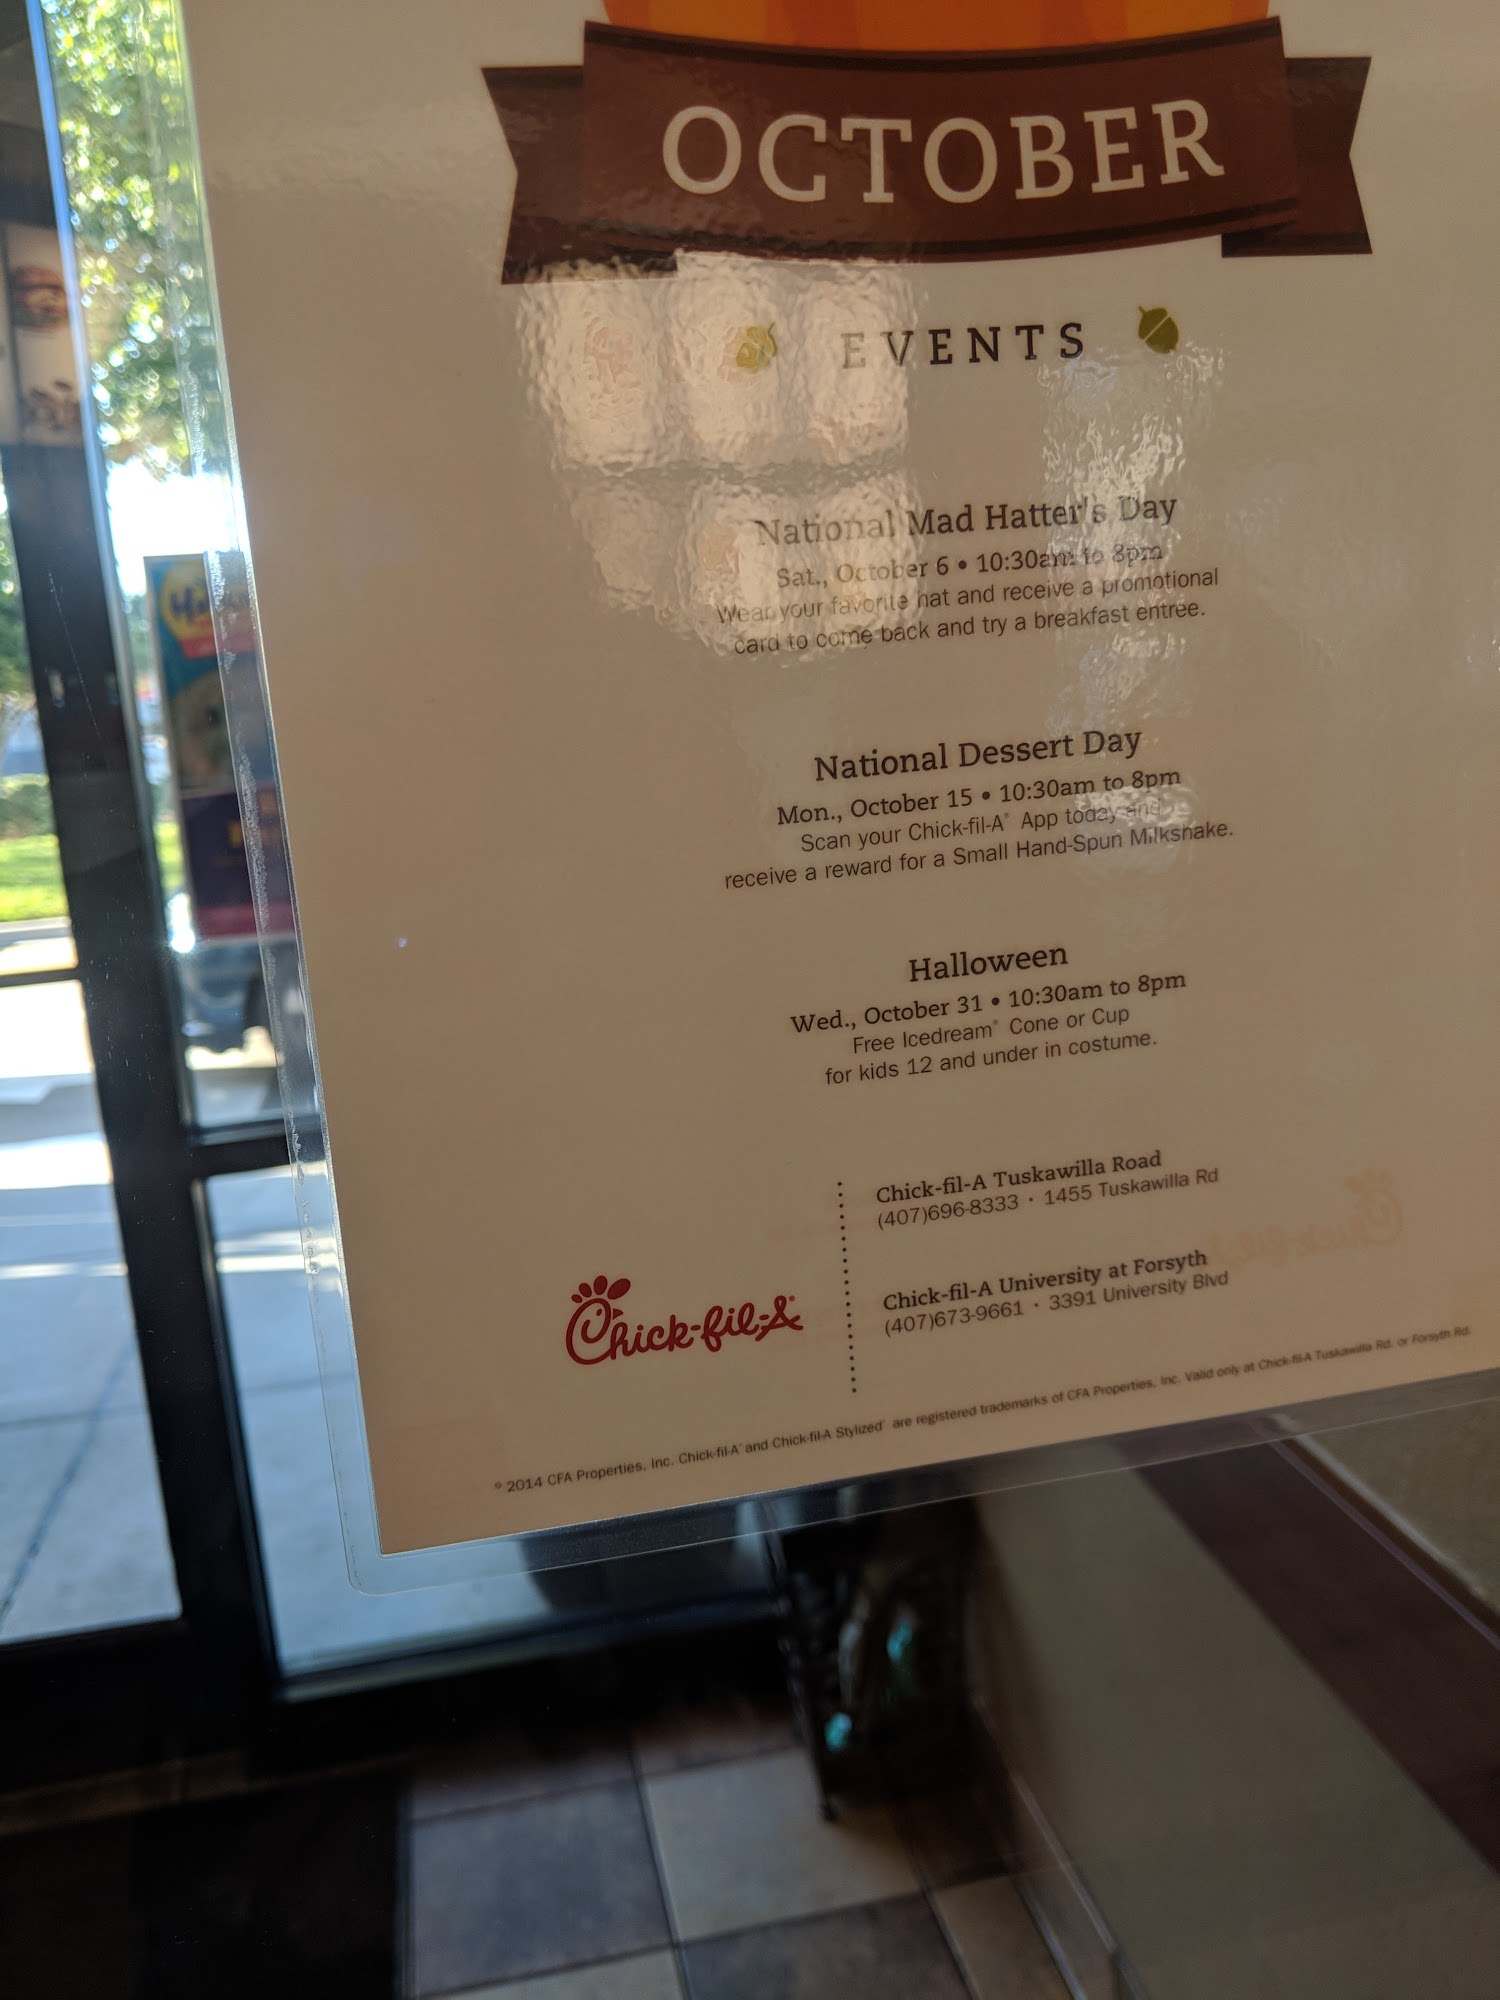 OCTOBER
EVENTS
National Mad Hatter's Day
Sat., October 6 • 10:30am to 8pm
Wear your favorite hat and receive a promotional
card to come back and try a breakfast entrée.
National Dessert Day
Mon., October 15 • 10:30am to 8pm
Scan your Chick-fil-A® App today and
receive a reward for a Small Hand-Spun Milkshake.
Halloween
Wed., October 31 • 10:30am to 8pm
Free Icedream® Cone or Cup
for kids 12 and under in costume.
Chick-fil-A Tuskawilla Road
(407)696-8333 · 1455 Tuskawilla Rd
Chick-fil-A University at Forsyth
(407)673-9661 · 3391 University Blvd
Chick-fil-A®
© 2014 CFA Properties, Inc. Chick-fil-A® and Chick-fil-A Stylized® are registered trademarks of CFA Properties, Inc. Valid only at Chick-fil-A Tuskawilla Rd. or Forsyth Rd.